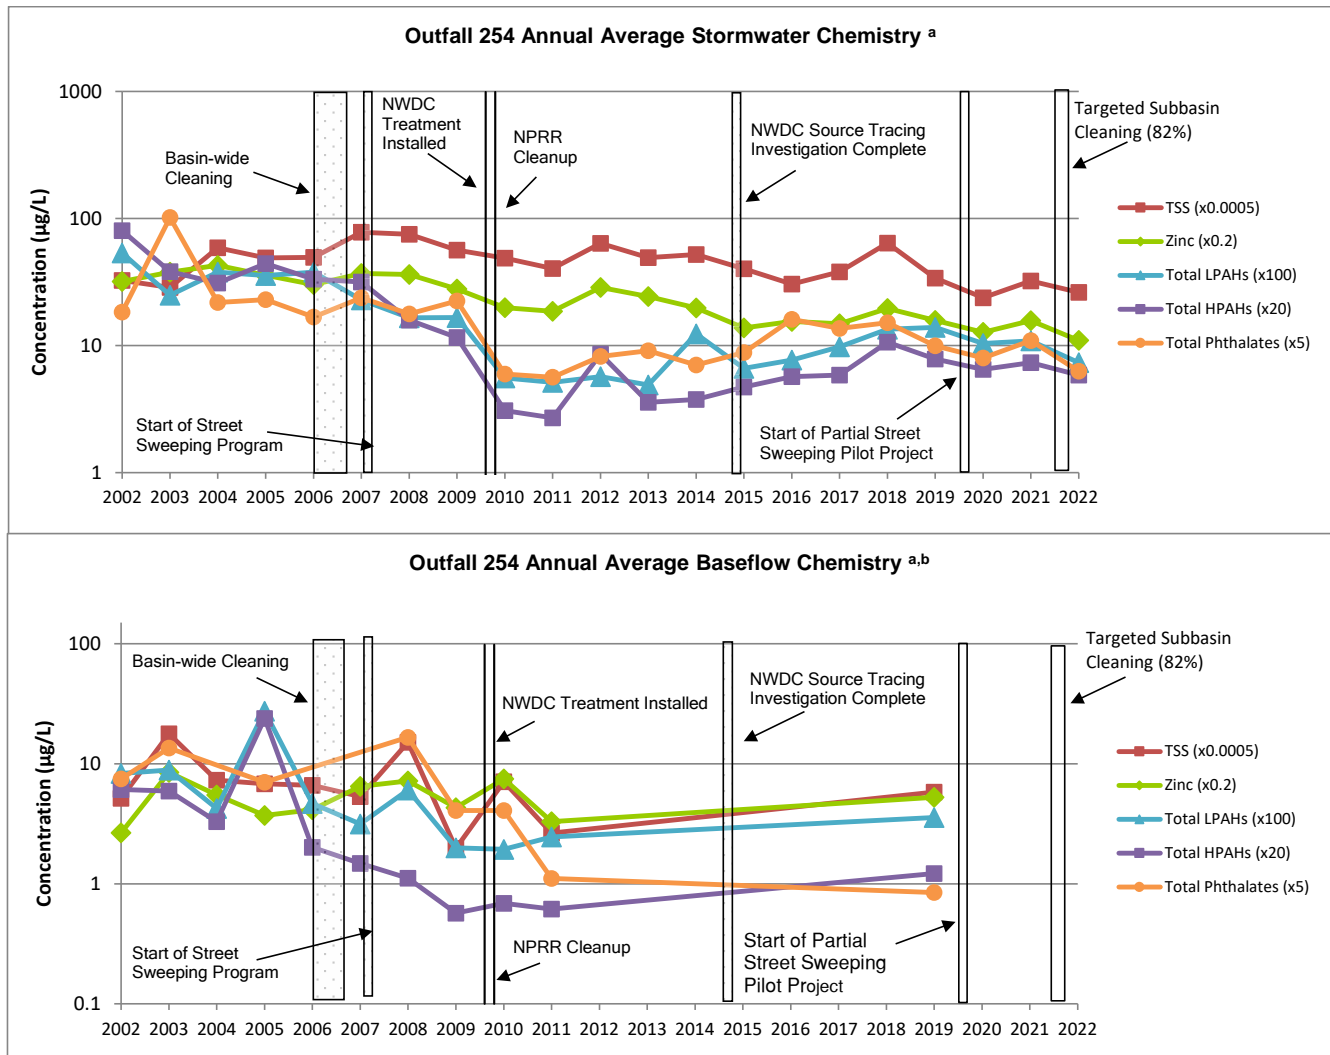 Outfall 254 Annual Average Stormwater Chemistry a
Concentration (µg/L)
1000
100
10
1
Basin-wide
Cleaning
NWDC
Treatment
Installed
NPRR
Cleanup
NWDC Source Tracing
Investigation Complete
Targeted Subbasin
Cleaning (82%)
Start of Street
Sweeping Program
Start of Partial Street
Sweeping Pilot Project
TSS (x0.0005)
Zinc (x0.2)
Total LPAHs (x100)
Total HPAHs (x20)
Total Phthalates (x5)
2002 2003 2004 2005 2006 2007 2008 2009 2010 2011 2012 2013 2014 2015 2016 2017 2018 2019 2020 2021 2022
Outfall 254 Annual Average Baseflow Chemistry a,b
Concentration (µg/L)
100
10
1
0.1
Basin-wide Cleaning
NWDC Treatment Installed
NWDC Source Tracing
Investigation Complete
Targeted Subbasin
Cleaning (82%)
Start of Street
Sweeping Program
NPRR Cleanup
Start of Partial
Street Sweeping
Pilot Project
TSS (x0.0005)
Zinc (x0.2)
Total LPAHs (x100)
Total HPAHs (x20)
Total Phthalates (x5)
2002 2003 2004 2005 2006 2007 2008 2009 2010 2011 2012 2013 2014 2015 2016 2017 2018 2019 2020 2021 2022